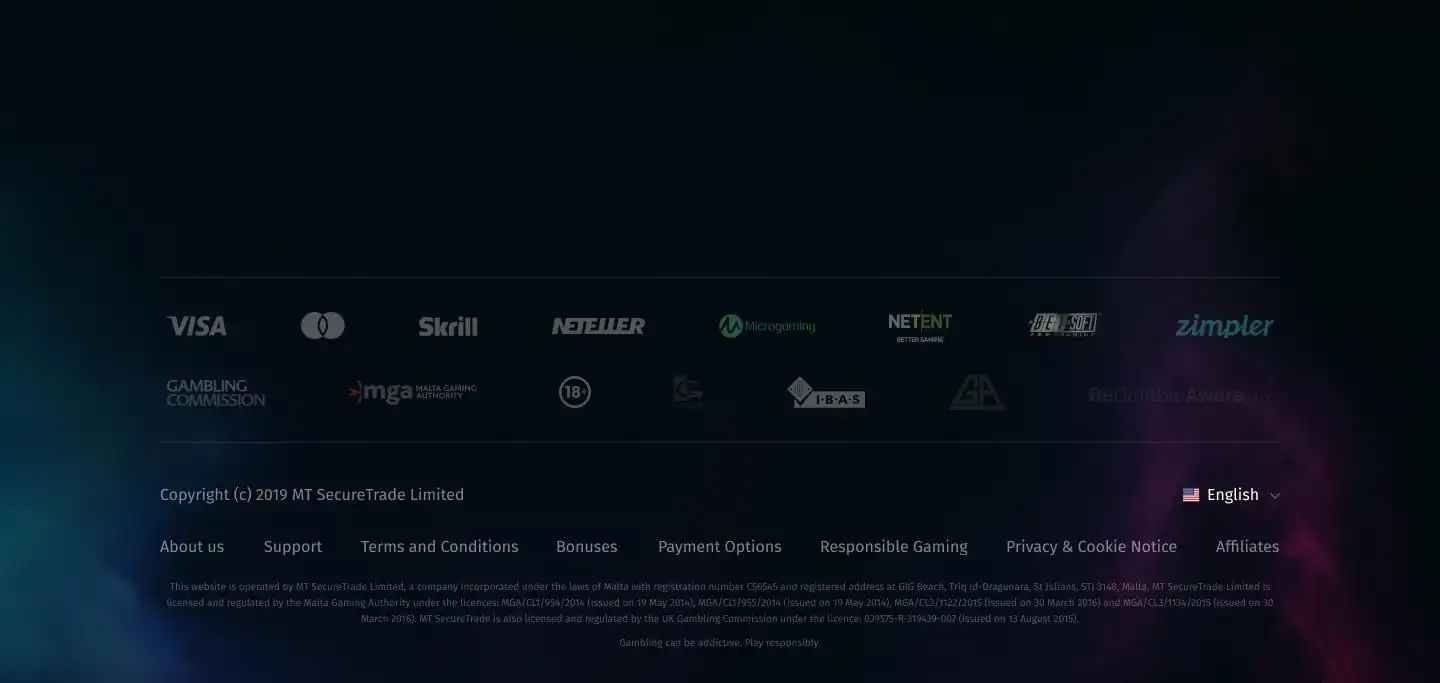 VISA
Skrill
NETELLER
Microgaming
NETENT
BETTER GAMING
BETSOFT
zimpler
GAMBLING
COMMISSION
mga MALTA GAMING
AUTHORITY
18+
I·B·A·S
GA
BeGambleAware
Copyright (c) 2019 MT SecureTrade Limited
English
About us
Support
Terms and Conditions
Bonuses
Payment Options
Responsible Gaming
Privacy & Cookie Notice
Affiliates
This website is operated by MT SecureTrade Limited, a company incorporated under the laws of Malta with registration number C56545 and registered address at GIG Beach, Triq id-Dragunara, St Julians, STJ 3148, Malta. MT SecureTrade Limited is
licensed and regulated by the Malta Gaming Authority under the licences: MGA/CL1/954/2014 (issued on 19 May 2014), MGA/CL1/955/2014 (issued on 19 May 2014), MGA/CL2/1122/2015 (issued on 30 March 2016) and MGA/CL3/1134/2015 (issued on 30
March 2016). MT SecureTrade is also licensed and regulated by the UK Gambling Commission under the licence: 039575-R-319439-007 (issued on 13 August 2015).
Gambling can be addictive. Play responsibly.